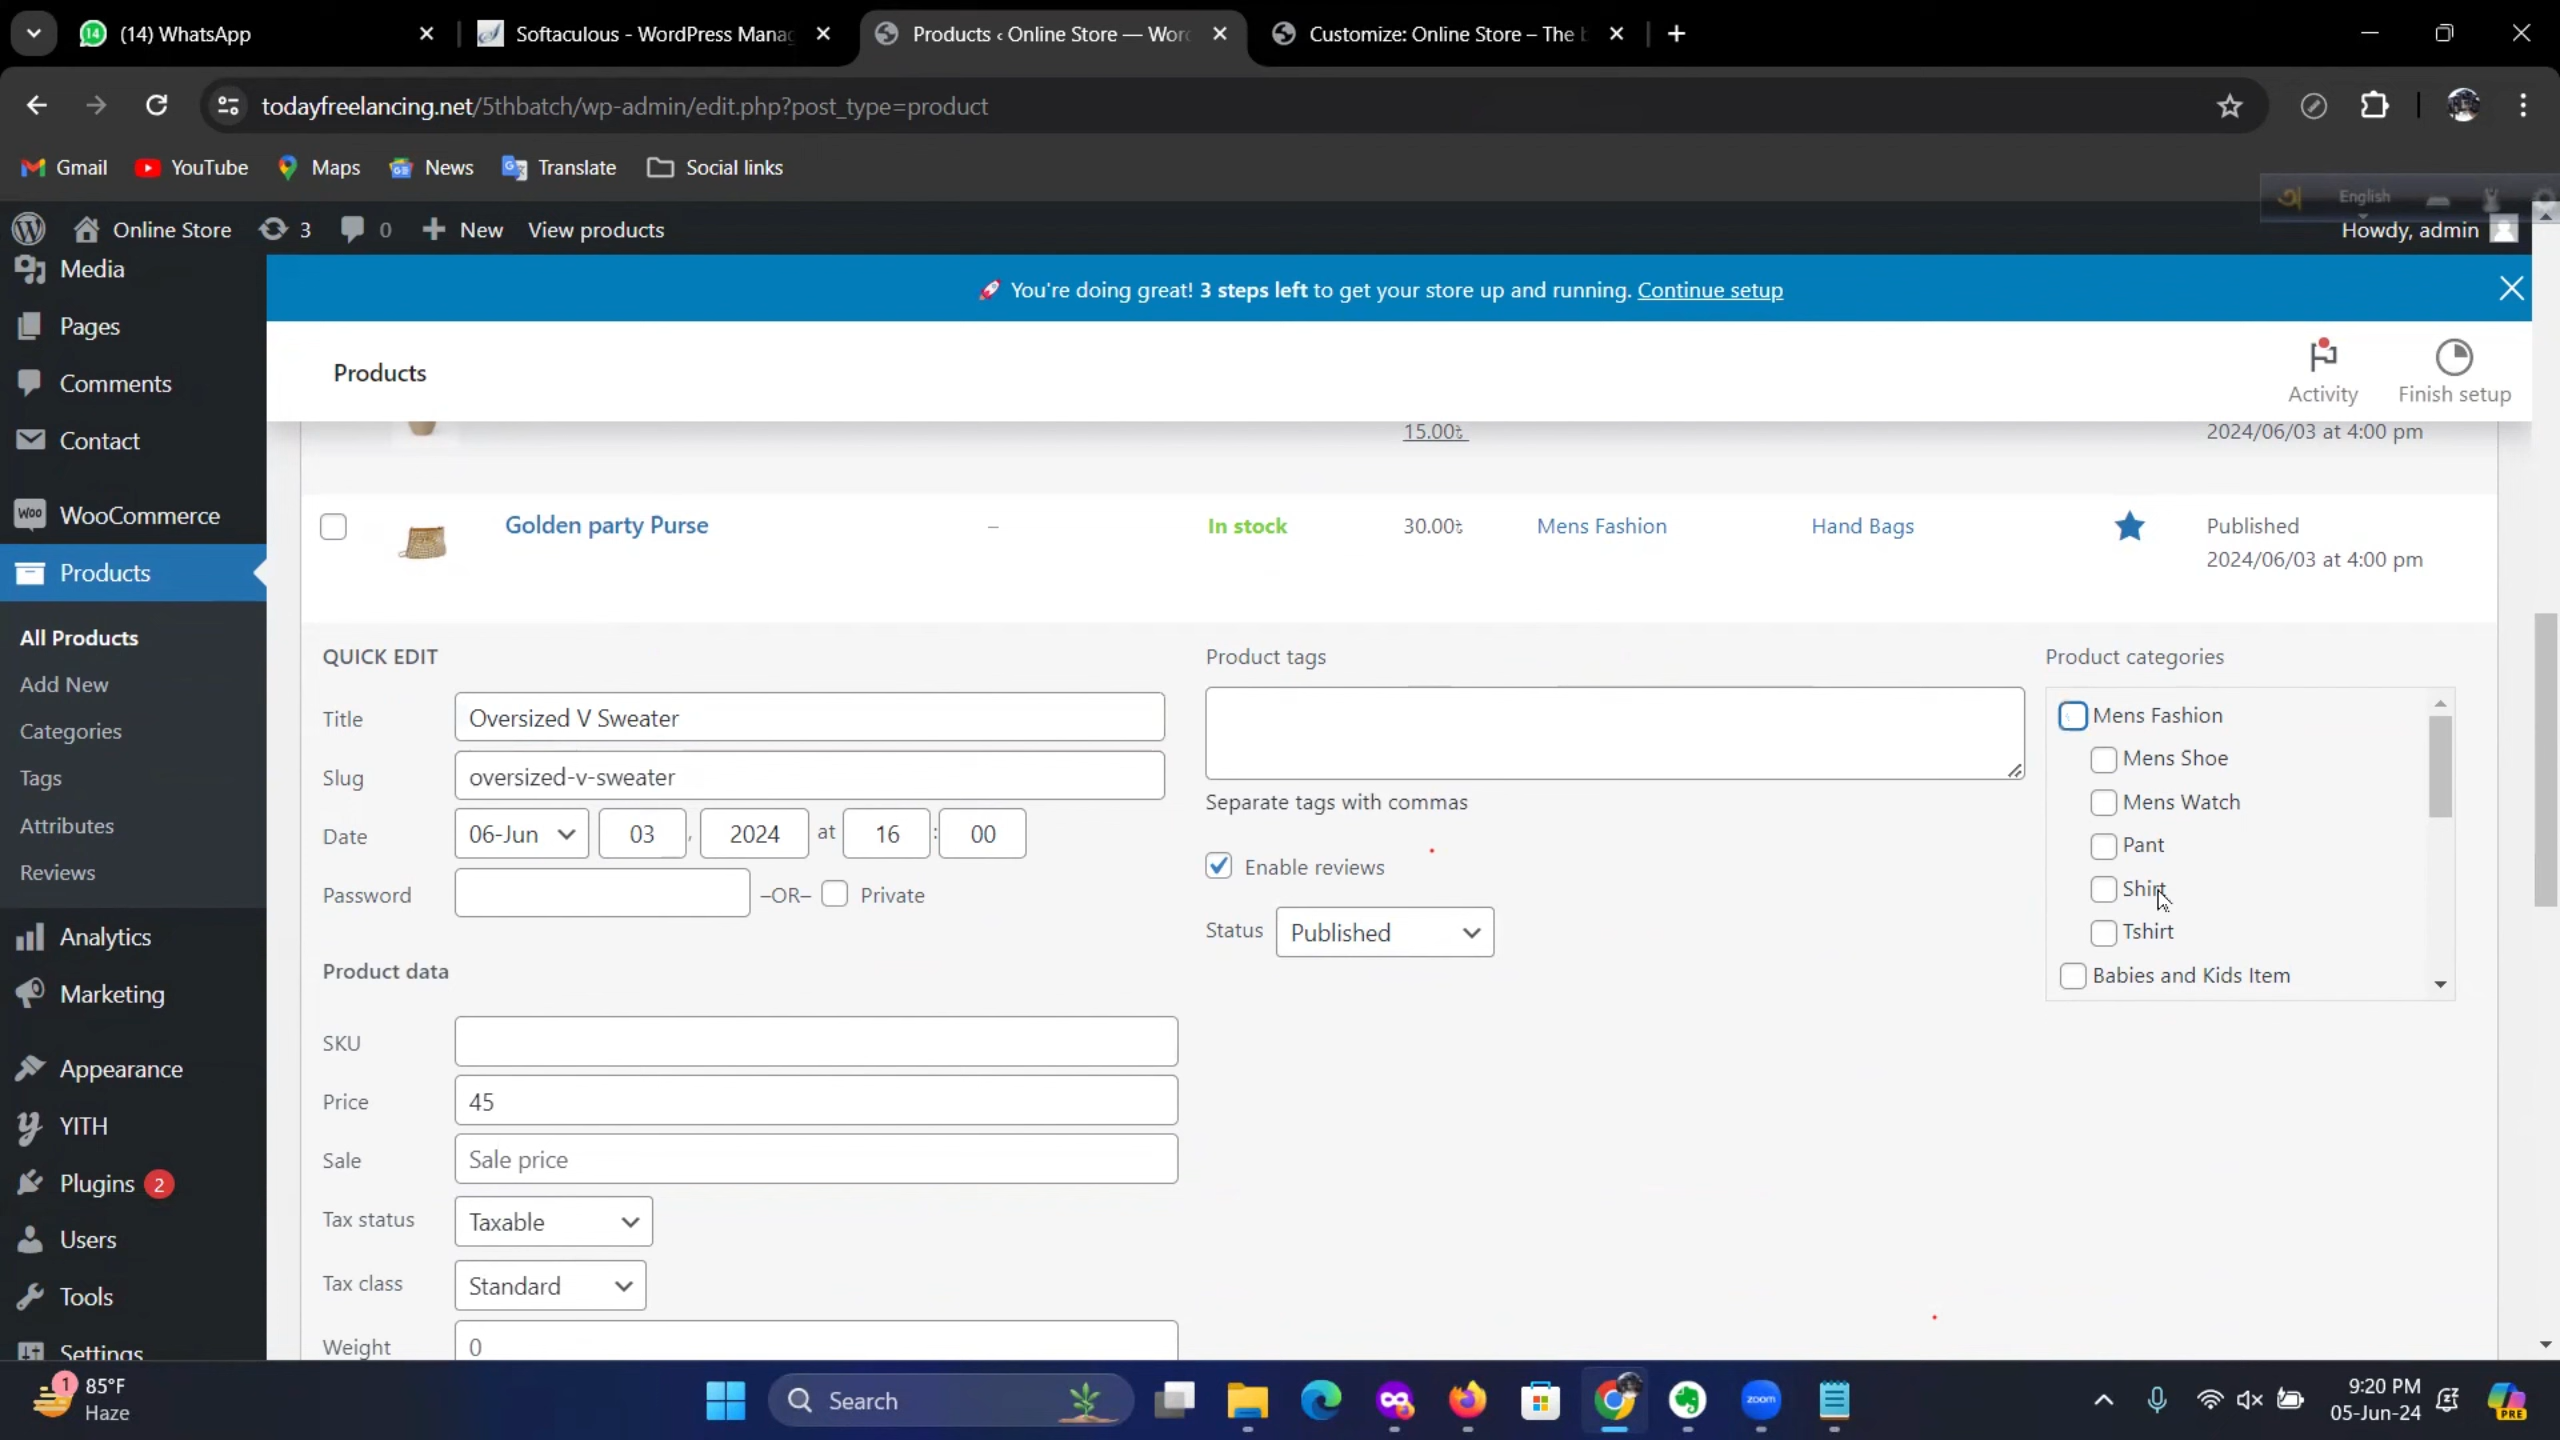 (14) WhatsApp
Softaculous - WordPress Manag
Products ‹ Online Store — Word
Customize: Online Store – The b
todayfreelancing.net/5thbatch/wp-admin/edit.php?post_type=product
Gmail
YouTube
Maps
News
Translate
Social links
English
Online Store
3
0
New
View products
Howdy, admin
Media
Pages
Comments
Contact
WooCommerce
Products
All Products
Add New
Categories
Tags
Attributes
Reviews
Analytics
Marketing
Appearance
YITH
Plugins 2
Users
Tools
Settings
🚀 You're doing great! 3 steps left to get your store up and running. Continue setup
Products
Activity
Finish setup
15.00৳
2024/06/03 at 4:00 pm
Golden party Purse
–
In stock
30.00৳
Mens Fashion
Hand Bags
Published
2024/06/03 at 4:00 pm
QUICK EDIT
Title
Oversized V Sweater
Slug
oversized-v-sweater
Date
06-Jun
03
,
2024
at
16
:
00
Password
–OR–
Private
Product data
SKU
Price
45
Sale
Sale price
Tax status
Taxable
Tax class
Standard
Weight
0
Product tags
Separate tags with commas
Enable reviews
Status
Published
Product categories
Mens Fashion
Mens Shoe
Mens Watch
Pant
Shirt
Tshirt
Babies and Kids Item
1
85°F
Haze
Search
zoom
PRE
9:20 PM
05-Jun-24